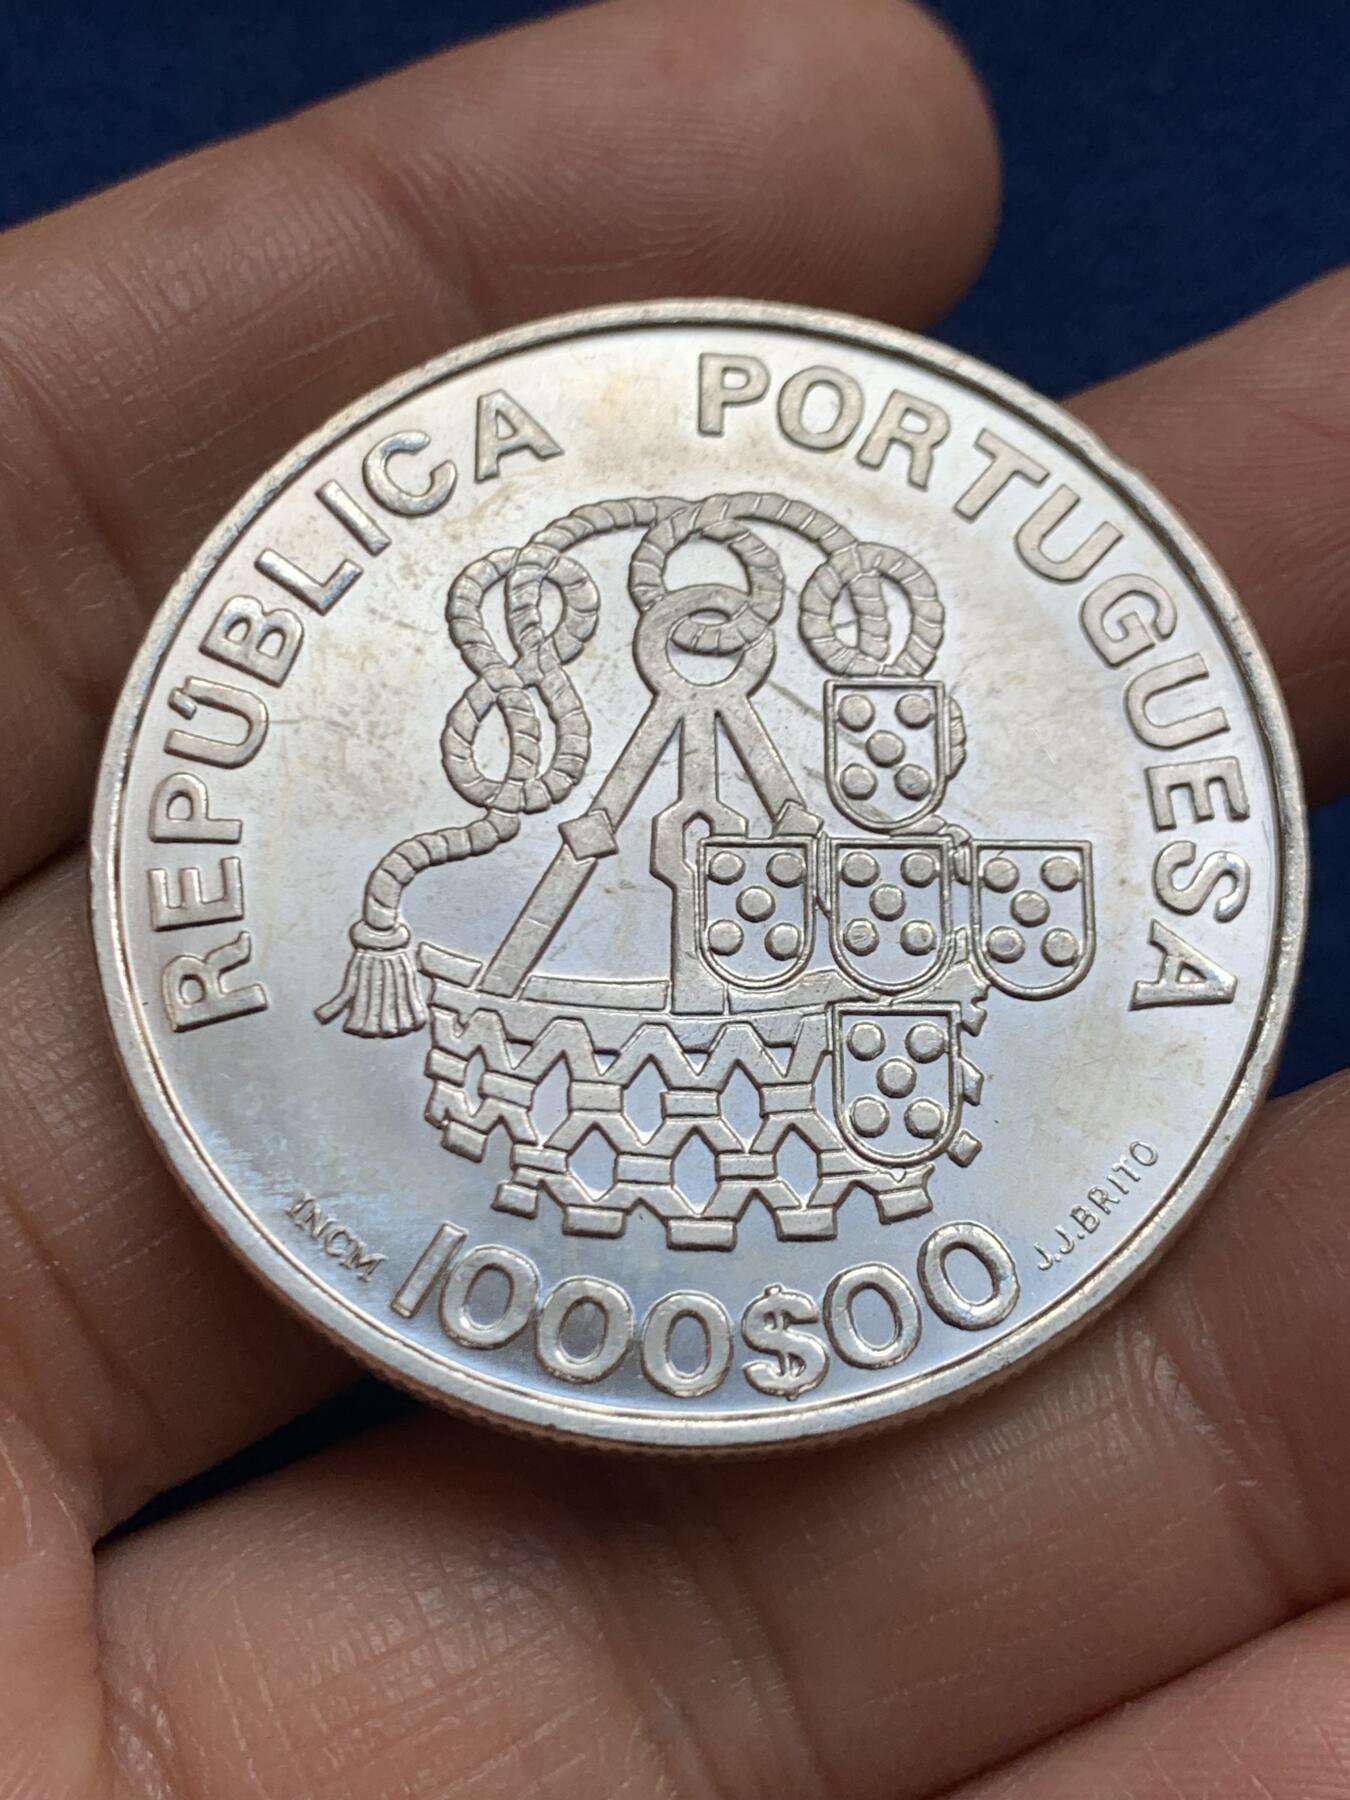 REPÚBLICA PORTUGUESA
INCM
1000$00
J.J.BRITO